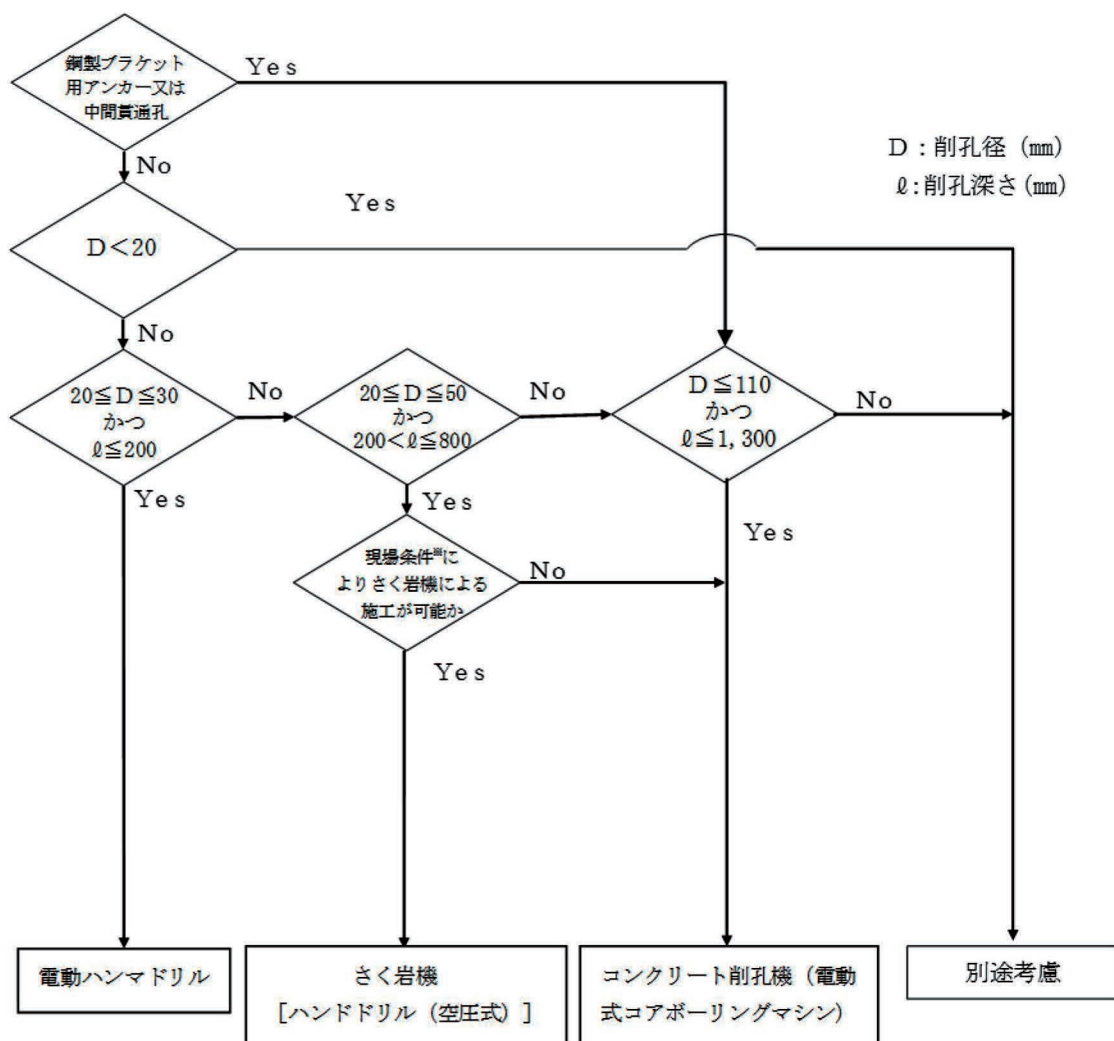 鋼製ブラケット
用アンカー又は
中間貫通孔
Yes
No
D：削孔径（㎜）
ℓ：削孔深さ（㎜）
Yes
D＜20
No
20≦D≦30
かつ
ℓ≦200
No
20≦D≦50
かつ
200＜ℓ≦800
No
D≦110
かつ
ℓ≦1,300
No
Yes
Yes
Yes
現場条件※に
よりさく岩機による
施工が可能か
No
Yes
電動ハンマドリル
さく岩機
［ハンドドリル（空圧式）］
コンクリート削孔機（電動
式コアボーリングマシン）
別途考慮